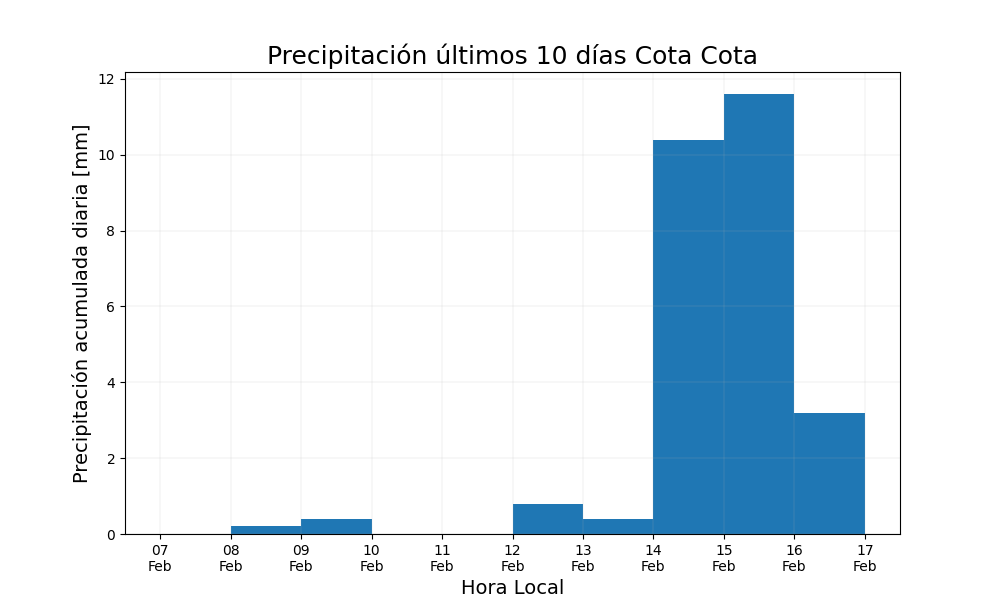 Precipitación últimos 10 días Cota Cota
Precipitación acumulada diaria [mm]
12
10
8
6
4
2
0
07 08 09 10 11 12 13 14 15 16 17
Feb Feb Feb Feb Feb Feb Feb Feb Feb Feb Feb
Hora Local